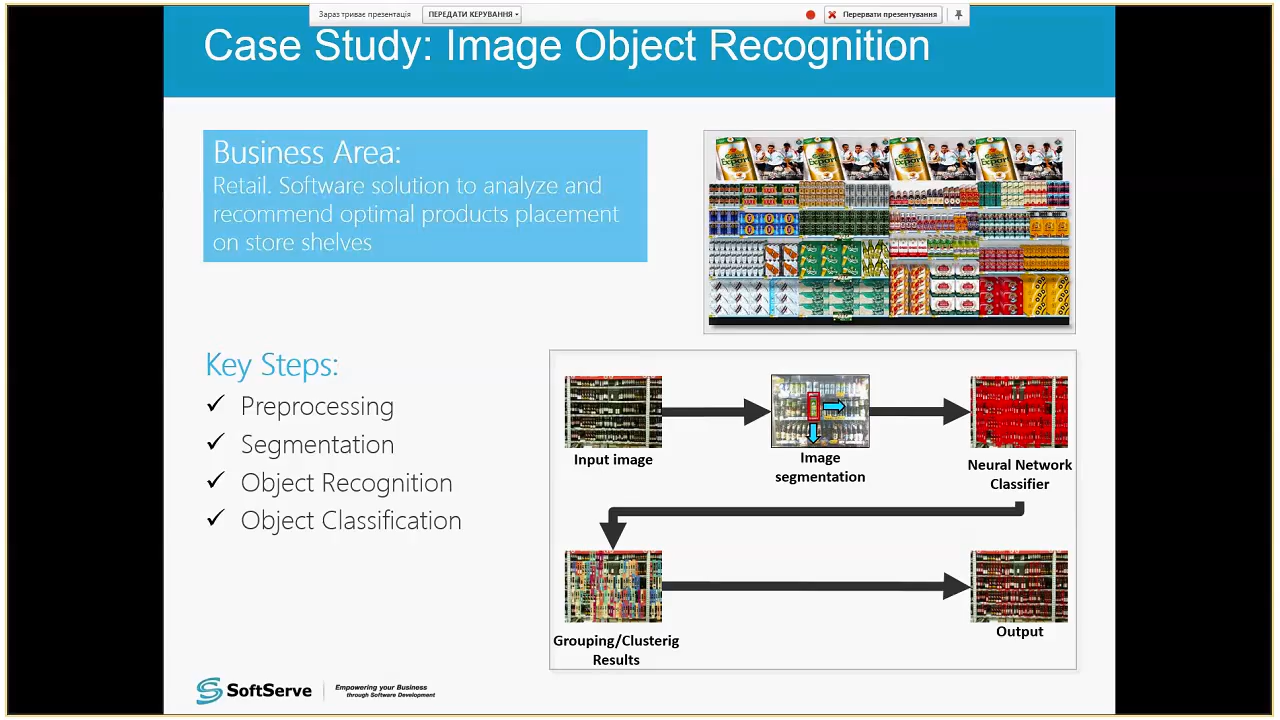 Зараз триває презентація
ПЕРЕДАТИ КЕРУВАННЯ
Перервати презентування
Case Study: Image Object Recognition
Business Area:
Retail. Software solution to analyze and
recommend optimal products placement
on store shelves
Key Steps:
✓ Preprocessing
✓ Segmentation
✓ Object Recognition
✓ Object Classification
Input image
Image
segmentation
Neural Network
Classifier
Grouping/Clusterig
Results
Output
SoftServe
Empowering your Business
through Software Development